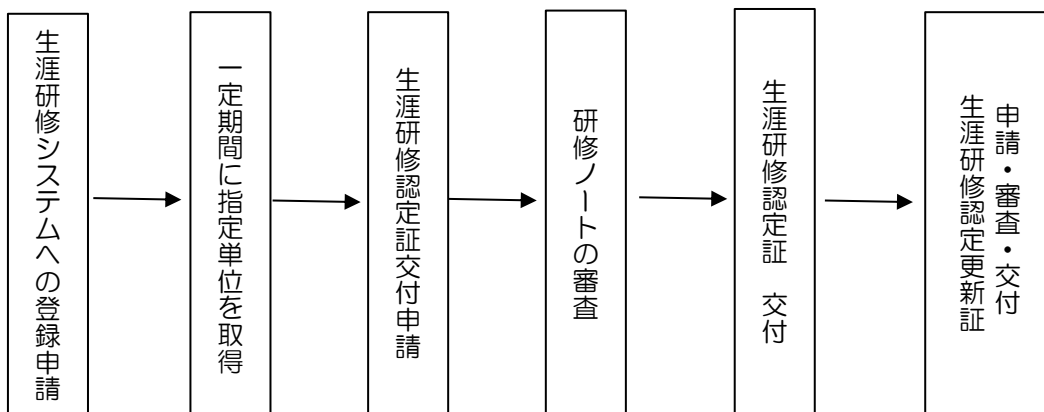 生涯研修システムへの登録申請
一定期間に指定単位を取得
生涯研修認定証交付申請
研修ノートの審査
生涯研修認定証　交付
申請・審査・交付
生涯研修認定更新証